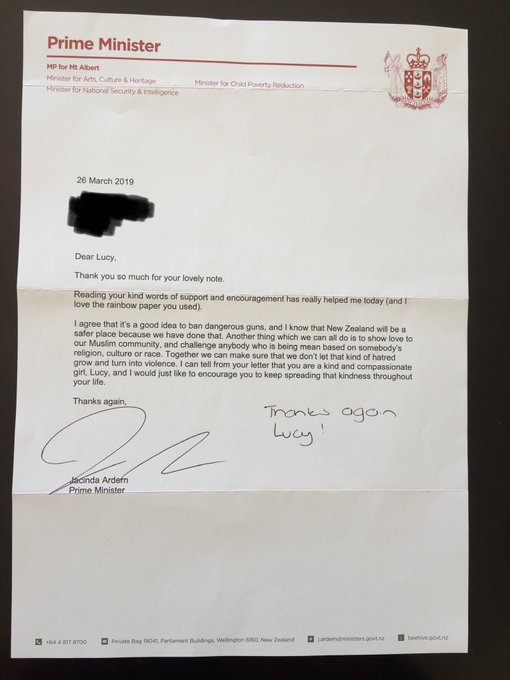 Prime Minister
MP for Mt Albert
Minister for Arts, Culture & Heritage
Minister for Child Poverty Reduction
Minister for National Security & Intelligence
26 March 2019
Dear Lucy,
Thank you so much for your lovely note.
Reading your kind words of support and encouragement has really helped me today (and I
love the rainbow paper you used).
I agree that it's a good idea to ban dangerous guns, and I know that New Zealand will be a
safer place because we have done that. Another thing which we can all do is to show love to
our Muslim community, and challenge anybody who is being mean based on somebody's
religion, culture or race. Together we can make sure that we don't let that kind of hatred
grow and turn into violence. I can tell from your letter that you are a kind and compassionate
girl, Lucy, and I would just like to encourage you to keep spreading that kindness throughout
your life.
Thanks again,
Thanks again
Lucy!
Jacinda Ardern
Prime Minister
+64 4 817 8700 Private Bag 18041, Parliament Buildings, Wellington 6160, New Zealand j.ardern@ministers.govt.nz beehive.govt.nz